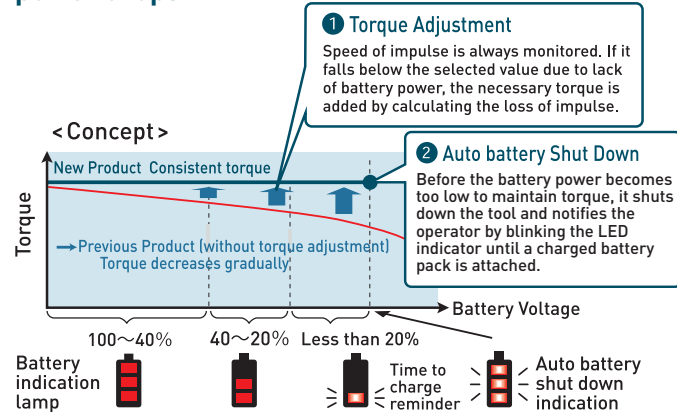 1 Torque Adjustment
Speed of impulse is always monitored. If it
falls below the selected value due to lack
of battery power, the necessary torque is
added by calculating the loss of impulse.
<Concept>
New Product Consistent torque
2 Auto battery Shut Down
Before the battery power becomes
too low to maintain torque, it shuts
down the tool and notifies the
operator by blinking the LED
indicator until a charged battery
pack is attached.
Torque
Previous Product (without torque adjustment)
Torque decreases gradually
Battery Voltage
100～40%
40～20%
Less than 20%
Battery
indication
lamp
Time to
charge
reminder
Auto battery
shut down
indication